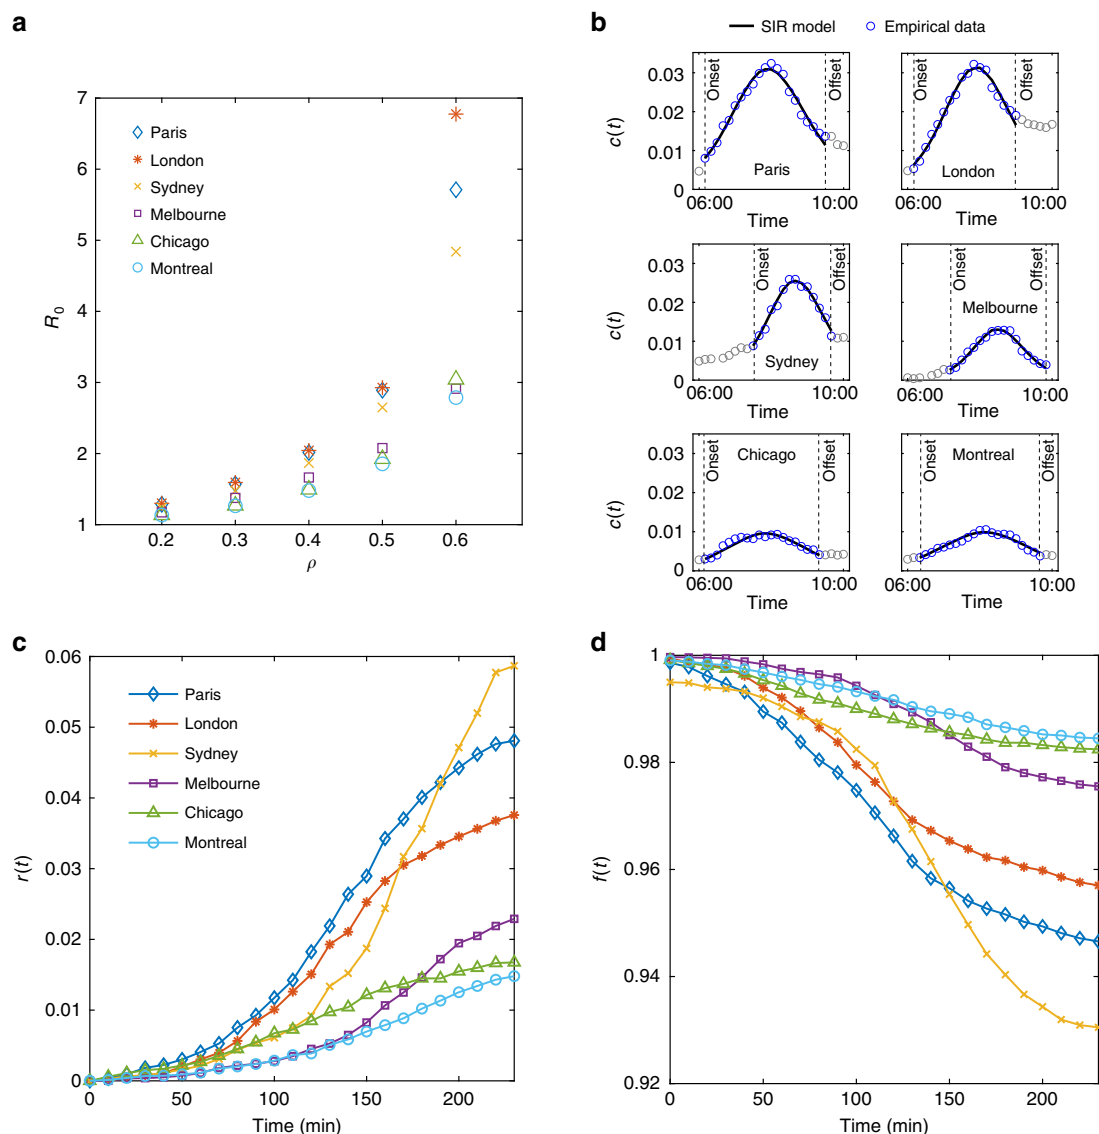 a
7
6
5
4
3
2
1
R0
Paris
London
Sydney
Melbourne
Chicago
Montreal
0.2 0.3 0.4 0.5 0.6
ρ
b
SIR model Empirical data
0.03
0.02
0.01
0
c(t)
Onset
Offset
Paris
06:00 10:00
Time
Onset
Offset
London
06:00 10:00
Time
0.03
0.02
0.01
0
c(t)
Onset
Offset
Sydney
06:00 10:00
Time
Onset
Offset
Melbourne
06:00 10:00
Time
0.03
0.02
0.01
0
c(t)
Onset
Offset
Chicago
06:00 10:00
Time
Onset
Offset
Montreal
06:00 10:00
Time
c
0.06
0.05
0.04
0.03
0.02
0.01
0
r(t)
Paris
London
Sydney
Melbourne
Chicago
Montreal
0 50 100 150 200
Time (min)
d
1
0.98
0.96
0.94
0.92
f(t)
0 50 100 150 200
Time (min)